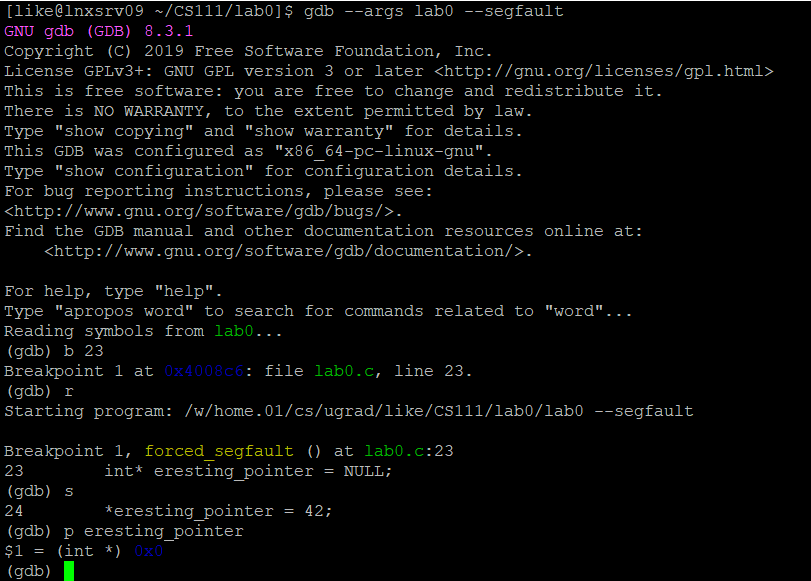 [like@lnxsrv09 ~/CS111/lab0]$ gdb --args lab0 --segfault
GNU gdb (GDB) 8.3.1
Copyright (C) 2019 Free Software Foundation, Inc.
License GPLv3+: GNU GPL version 3 or later <http://gnu.org/licenses/gpl.html>
This is free software: you are free to change and redistribute it.
There is NO WARRANTY, to the extent permitted by law.
Type "show copying" and "show warranty" for details.
This GDB was configured as "x86_64-pc-linux-gnu".
Type "show configuration" for configuration details.
For bug reporting instructions, please see:
<http://www.gnu.org/software/gdb/bugs/>.
Find the GDB manual and other documentation resources online at:
    <http://www.gnu.org/software/gdb/documentation/>.

For help, type "help".
Type "apropos word" to search for commands related to "word"...
Reading symbols from lab0...
(gdb) b 23
Breakpoint 1 at 0x4008c6: file lab0.c, line 23.
(gdb) r
Starting program: /w/home.01/cs/ugrad/like/CS111/lab0/lab0 --segfault

Breakpoint 1, forced_segfault () at lab0.c:23
23        int* eresting_pointer = NULL;
(gdb) s
24        *eresting_pointer = 42;
(gdb) p eresting_pointer
$1 = (int *) 0x0
(gdb)